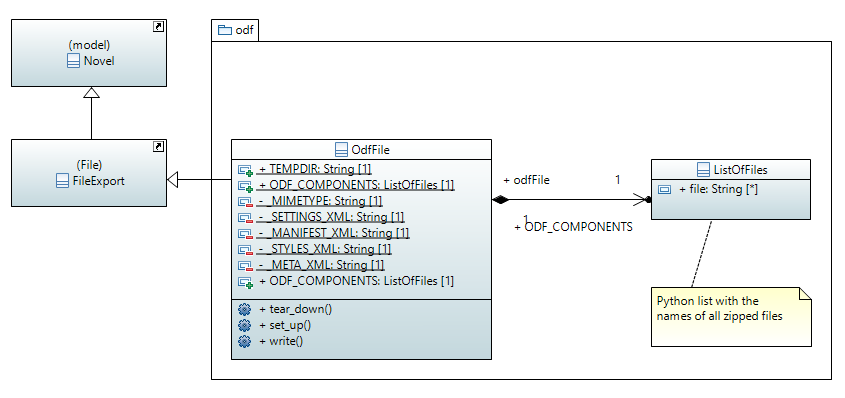 (model)
Novel
(File)
FileExport
odf
OdfFile
+ TEMPDIR: String [1]
+ ODF_COMPONENTS: ListOfFiles [1]
- _MIMETYPE: String [1]
- _SETTINGS_XML: String [1]
- _MANIFEST_XML: String [1]
- _STYLES_XML: String [1]
- _META_XML: String [1]
+ ODF_COMPONENTS: ListOfFiles [1]
+ tear_down()
+ set_up()
+ write()
+ odfFile
1
1
+ ODF_COMPONENTS
ListOfFiles
+ file: String [*]
Python list with the
names of all zipped files